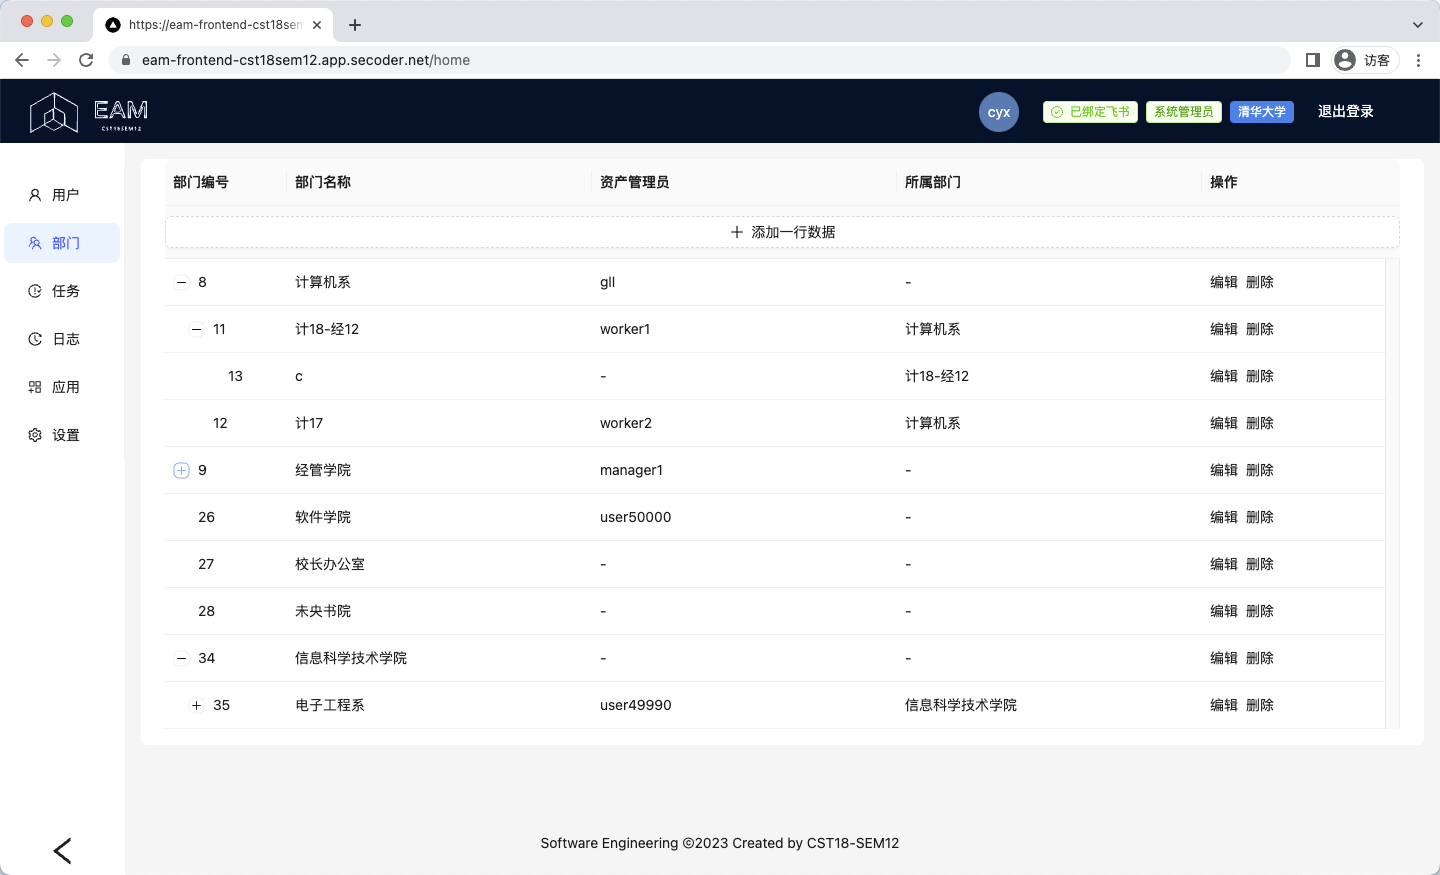 https://eam-frontend-cst18sem
eam-frontend-cst18sem12.app.secoder.net/home
访客
EAM
CST18SEM12
cyx
已绑定飞书
系统管理员
清华大学
退出登录
用户
部门
任务
日志
应用
设置
部门编号 部门名称 资产管理员 所属部门 操作
添加一行数据
8 计算机系 gll - 编辑 删除
11 计18-经12 worker1 计算机系 编辑 删除
13 c - 计18-经12 编辑 删除
12 计17 worker2 计算机系 编辑 删除
9 经管学院 manager1 - 编辑 删除
26 软件学院 user50000 - 编辑 删除
27 校长办公室 - - 编辑 删除
28 未央书院 - - 编辑 删除
34 信息科学技术学院 - - 编辑 删除
35 电子工程系 user49990 信息科学技术学院 编辑 删除
Software Engineering ©2023 Created by CST18-SEM12